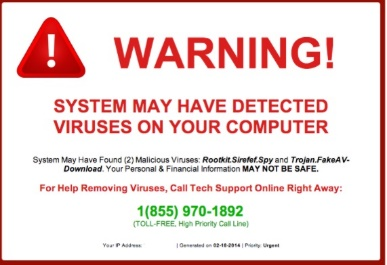 WARNING!
SYSTEM MAY HAVE DETECTED
VIRUSES ON YOUR COMPUTER
System May Have Found (2) Malicious Viruses: Rootkit.Sirefef.Spy and Trojan.FakeAV-
Download. Your Personal & Financial Information MAY NOT BE SAFE.
For Help Removing Viruses, Call Tech Support Online Right Away:
1(855) 970-1892
(TOLL-FREE, High Priority Call Line)
Your IP Address: | Generated on 02-10-2014 | Priority: Urgent